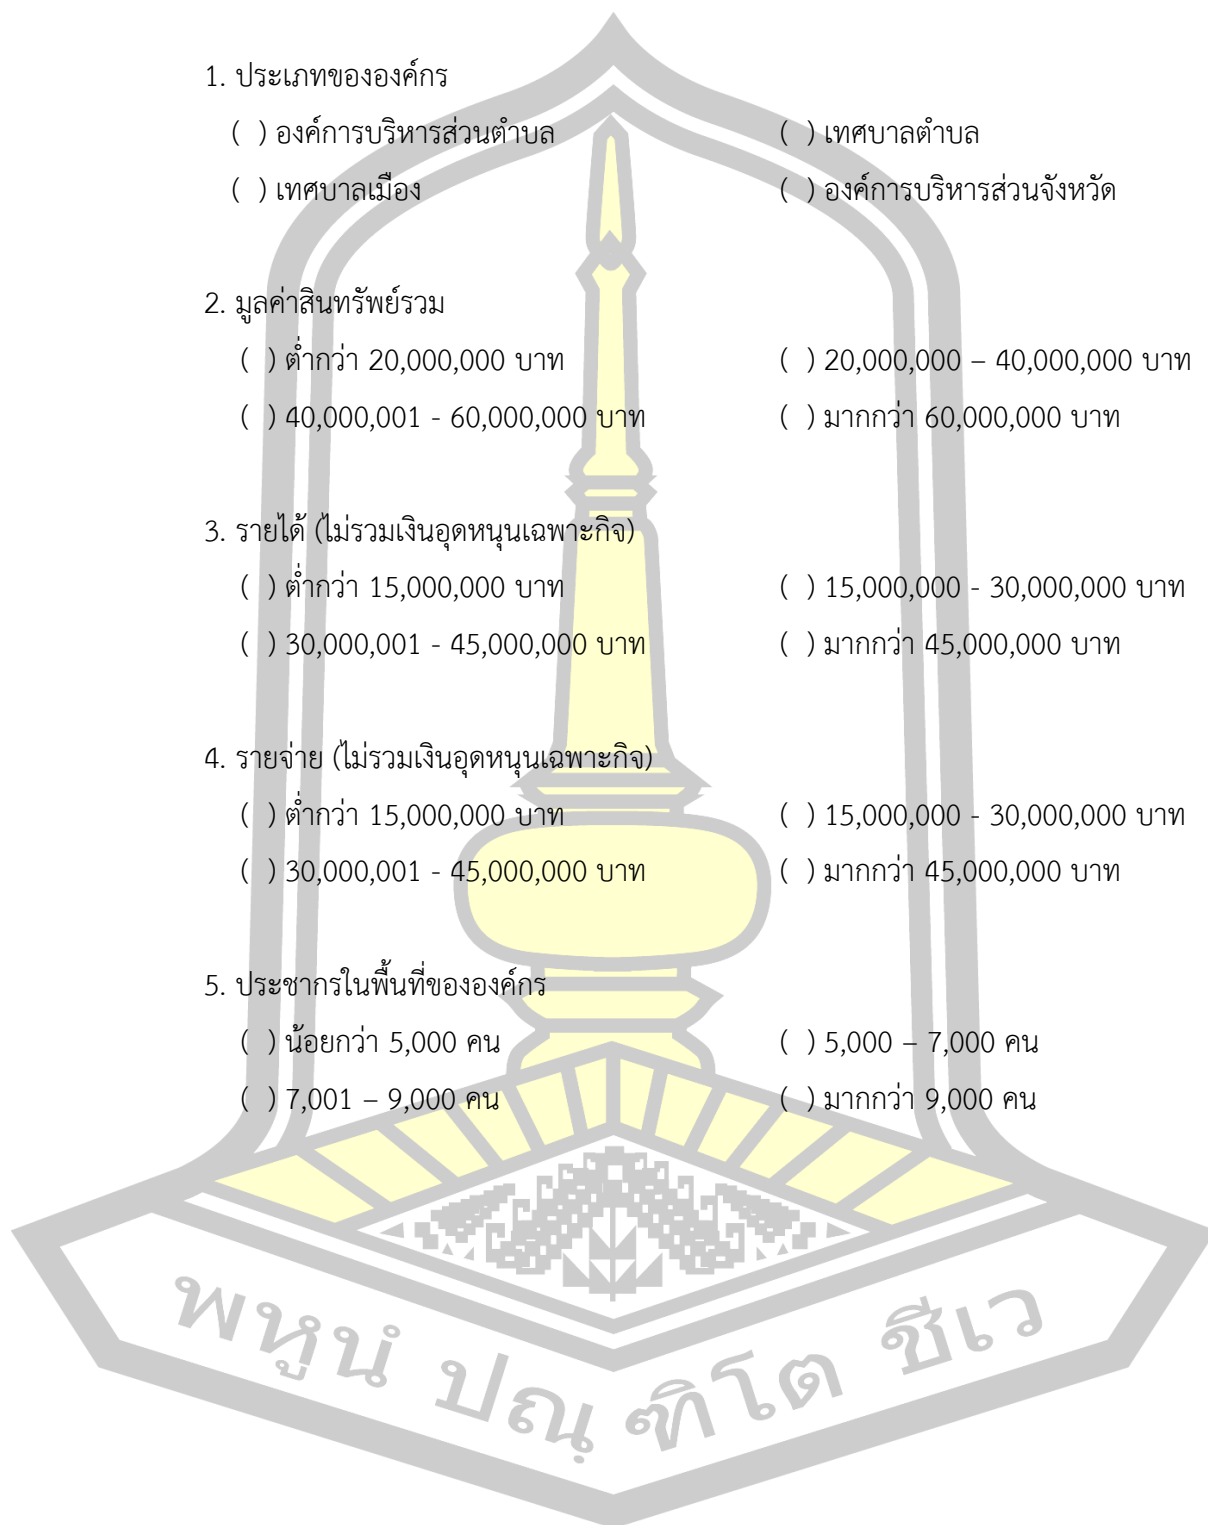 1. ประเภทขององค์กร
( ) องค์การบริหารส่วนตำบล ( ) เทศบาลตำบล
( ) เทศบาลเมือง ( ) องค์การบริหารส่วนจังหวัด
2. มูลค่าสินทรัพย์รวม
( ) ต่ำกว่า 20,000,000 บาท ( ) 20,000,000 – 40,000,000 บาท
( ) 40,000,001 - 60,000,000 บาท ( ) มากกว่า 60,000,000 บาท
3. รายได้ (ไม่รวมเงินอุดหนุนเฉพาะกิจ)
( ) ต่ำกว่า 15,000,000 บาท ( ) 15,000,000 - 30,000,000 บาท
( ) 30,000,001 - 45,000,000 บาท ( ) มากกว่า 45,000,000 บาท
4. รายจ่าย (ไม่รวมเงินอุดหนุนเฉพาะกิจ)
( ) ต่ำกว่า 15,000,000 บาท ( ) 15,000,000 - 30,000,000 บาท
( ) 30,000,001 - 45,000,000 บาท ( ) มากกว่า 45,000,000 บาท
5. ประชากรในพื้นที่ขององค์กร
( ) น้อยกว่า 5,000 คน ( ) 5,000 – 7,000 คน
( ) 7,001 – 9,000 คน ( ) มากกว่า 9,000 คน
พหูนํ ปณฺ ฑิโต ชีเว